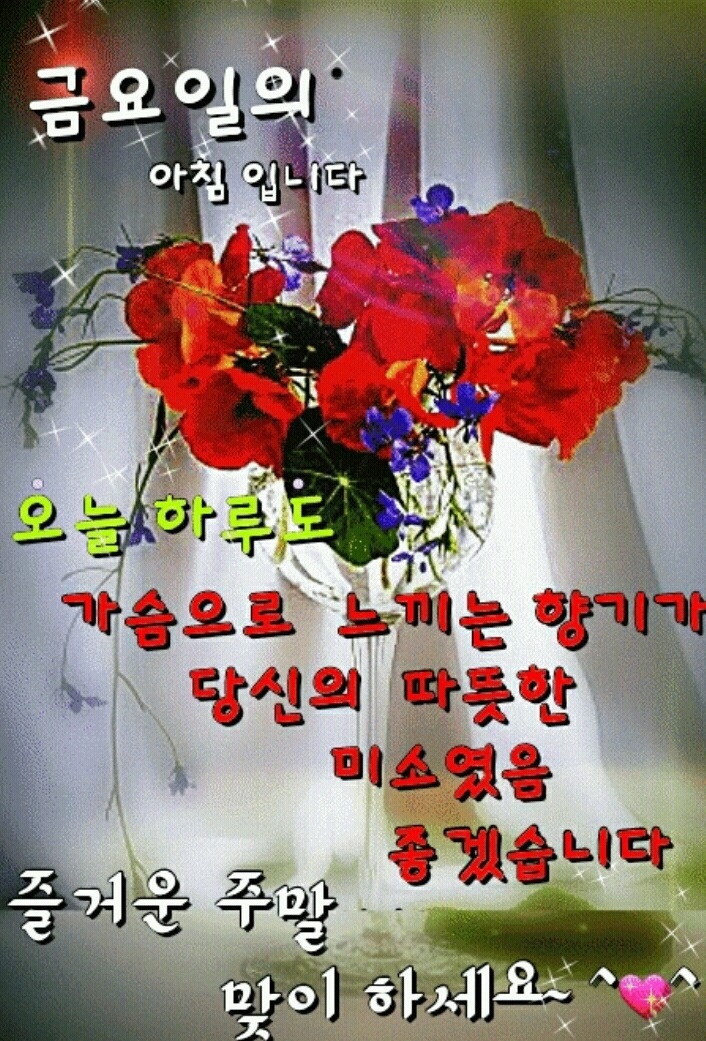 금요일의
아침 입니다
오늘 하루도
가슴으로 느끼는 향기가
당신의 따뜻한
미소였음
좋겠습니다
즐거운 주말
맞이 하세요~ ^💖^